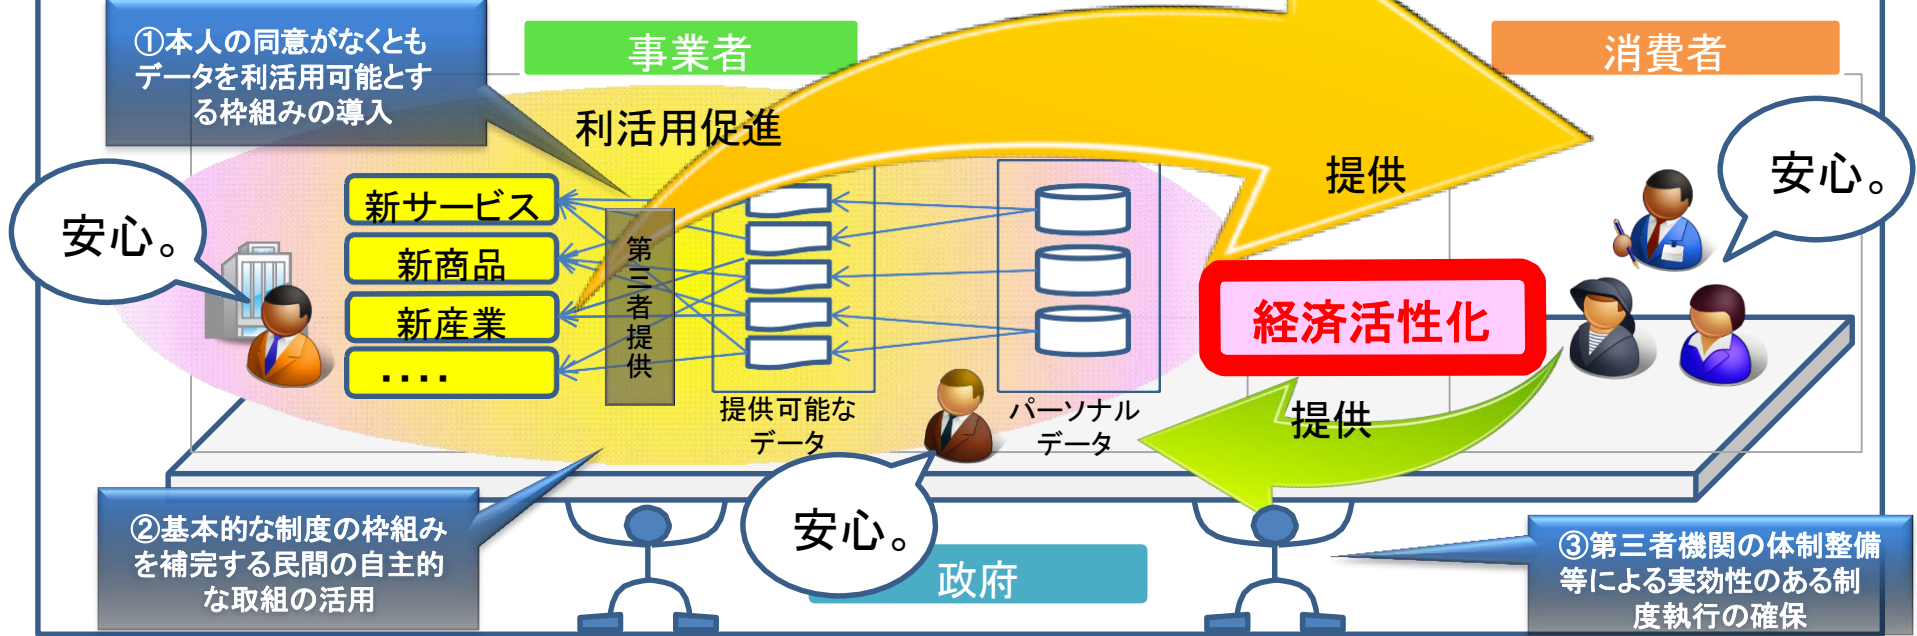 ①本人の同意がなくとも
データを利活用可能とす
る枠組みの導入
事業者
消費者
利活用促進
提供
安心。
安心。
新サービス
新商品
新産業
・・・・
第三者提供
経済活性化
提供可能な
データ
パーソナル
データ
提供
安心。
政府
②基本的な制度の枠組み
を補完する民間の自主的
な取組の活用
③第三者機関の体制整備
等による実効性のある制
度執行の確保